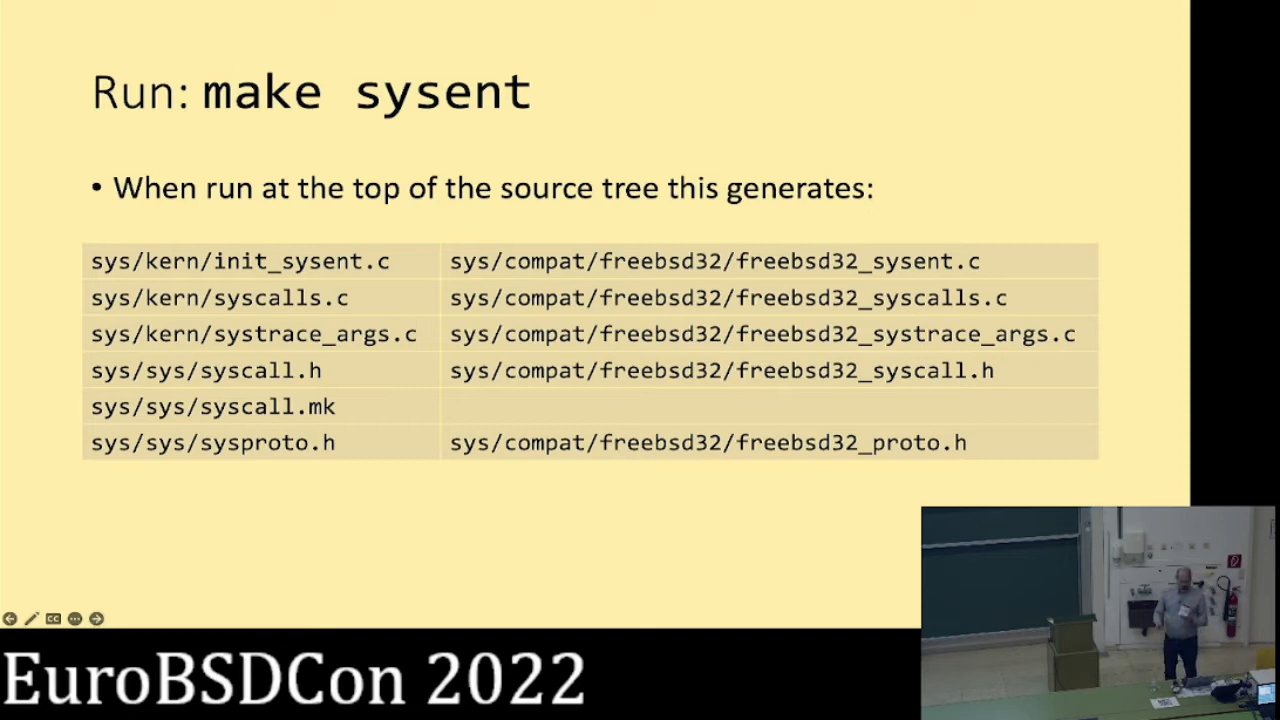 Run: make sysent
• When run at the top of the source tree this generates:
sys/kern/init_sysent.c sys/compat/freebsd32/freebsd32_sysent.c
sys/kern/syscalls.c sys/compat/freebsd32/freebsd32_syscalls.c
sys/kern/systrace_args.c sys/compat/freebsd32/freebsd32_systrace_args.c
sys/sys/syscall.h sys/compat/freebsd32/freebsd32_syscall.h
sys/sys/syscall.mk
sys/sys/sysproto.h sys/compat/freebsd32/freebsd32_proto.h
CC
EuroBSDCon 2022